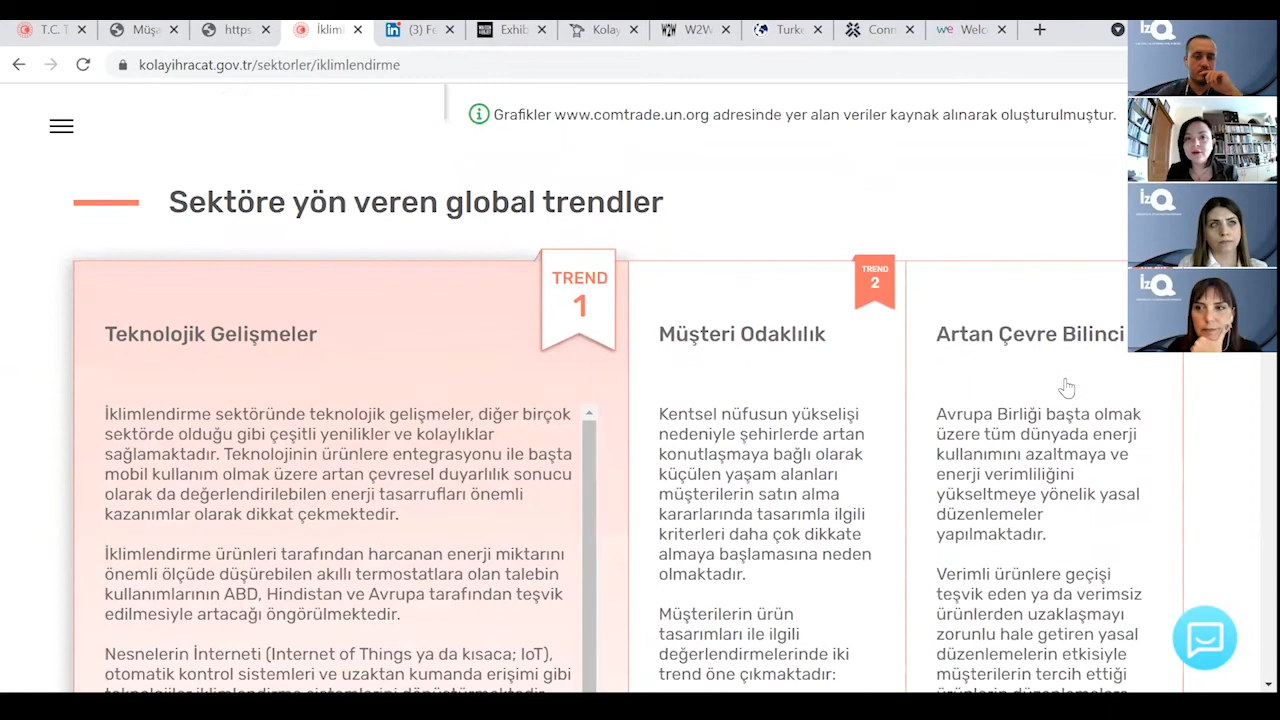 T.C. T
Müşa
https
İklim
(3) Fe
Exhib
Kolay
W2W
Turke
Conn
Welc
kolayihracat.gov.tr/sektorler/iklimlendirme
Grafikler www.comtrade.un.org adresinde yer alan veriler kaynak alınarak oluşturulmuştur.
Sektöre yön veren global trendler
TREND
1
Teknolojik Gelişmeler
İklimlendirme sektöründe teknolojik gelişmeler, diğer birçok
sektörde olduğu gibi çeşitli yenilikler ve kolaylıklar
sağlamaktadır. Teknolojinin ürünlere entegrasyonu ile başta
mobil kullanım olmak üzere artan çevresel duyarlılık sonucu
olarak da değerlendirilebilen enerji tasarrufları önemli
kazanımlar olarak dikkat çekmektedir.
İklimlendirme ürünleri tarafından harcanan enerji miktarını
önemli ölçüde düşürebilen akıllı termostatlara olan talebin
kullanımlarının ABD, Hindistan ve Avrupa tarafından teşvik
edilmesiyle artacağı öngörülmektedir.
Nesnelerin İnterneti (Internet of Things ya da kısaca; IoT),
otomatik kontrol sistemleri ve uzaktan kumanda erişimi gibi
teknolojiler iklimlendirme sistemlerini dönüştürmektedir.
TREND
2
Müşteri Odaklılık
Kentsel nüfusun yükselişi
nedeniyle şehirlerde artan
konutlaşmaya bağlı olarak
küçülen yaşam alanları
müşterilerin satın alma
kararlarında tasarımla ilgili
kriterleri daha çok dikkate
almaya başlamasına neden
olmaktadır.
Müşterilerin ürün
tasarımları ile ilgili
değerlendirmelerinde iki
trend öne çıkmaktadır:
Artan Çevre Bilinci
Avrupa Birliği başta olmak
üzere tüm dünyada enerji
kullanımını azaltmaya ve
enerji verimliliğini
yükseltmeye yönelik yasal
düzenlemeler
yapılmaktadır.
Verimli ürünlere geçişi
teşvik eden ya da verimsiz
ürünlerden uzaklaşmayı
zorunlu hale getiren yasal
düzenlemelerin etkisiyle
müşterilerin tercih ettiği
ürünlerin düzenlemelere
izQ
izQ
izQ